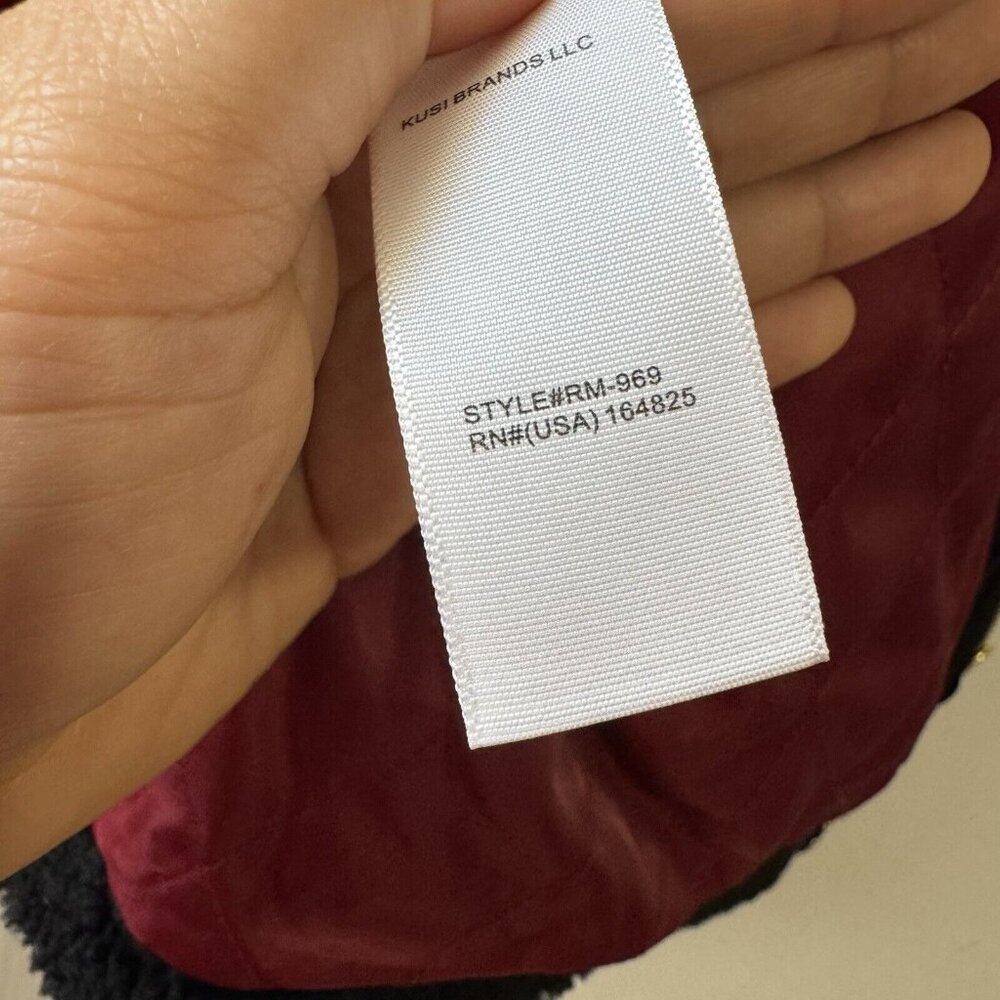 KUSI BRANDS LLC
STYLE#RM-969
RN#(USA) 164825